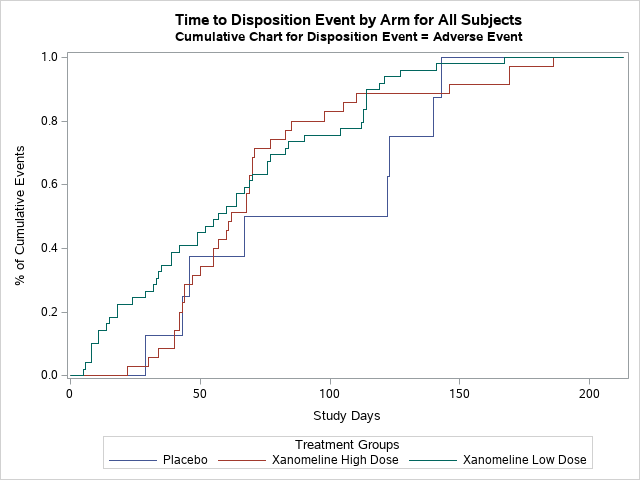 Time to Disposition Event by Arm for All Subjects
Cumulative Chart for Disposition Event = Adverse Event
% of Cumulative Events
1.0
0.8
0.6
0.4
0.2
0.0
0 50 100 150 200
Study Days
Treatment Groups
Placebo Xanomeline High Dose Xanomeline Low Dose